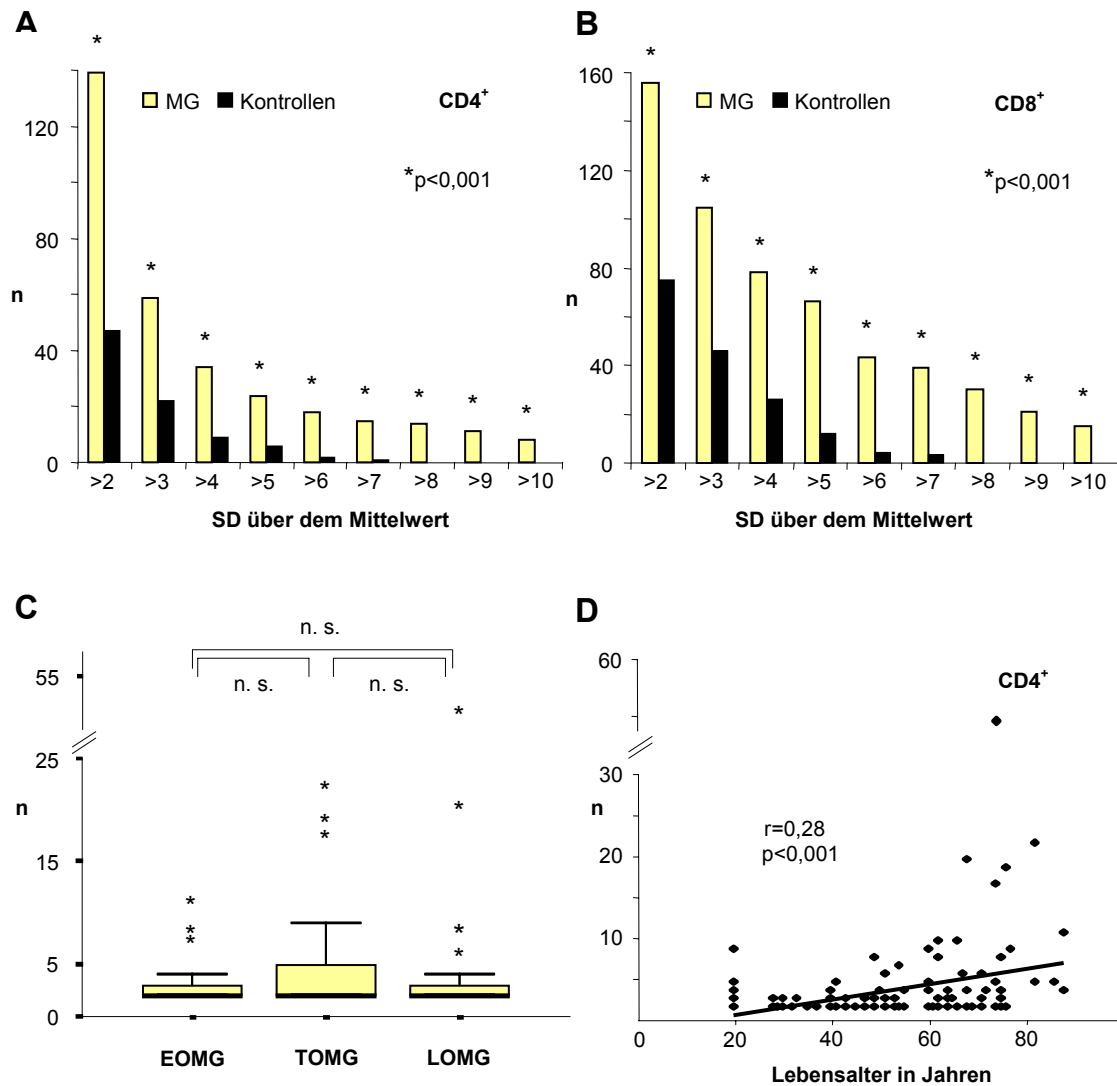 A
MG Kontrollen CD4+
*p<0,001
n
120
80
40
0
>2 >3 >4 >5 >6 >7 >8 >9 >10
SD über dem Mittelwert
B
MG Kontrollen CD8+
*p<0,001
n
160
120
80
40
0
>2 >3 >4 >5 >6 >7 >8 >9 >10
SD über dem Mittelwert
C
n. s.
n. s. n. s.
n
55
25
15
5
0
EOMG TOMG LOMG
D
CD4+
r=0,28
p<0,001
n
60
30
20
10
0 20 40 60 80
Lebensalter in Jahren